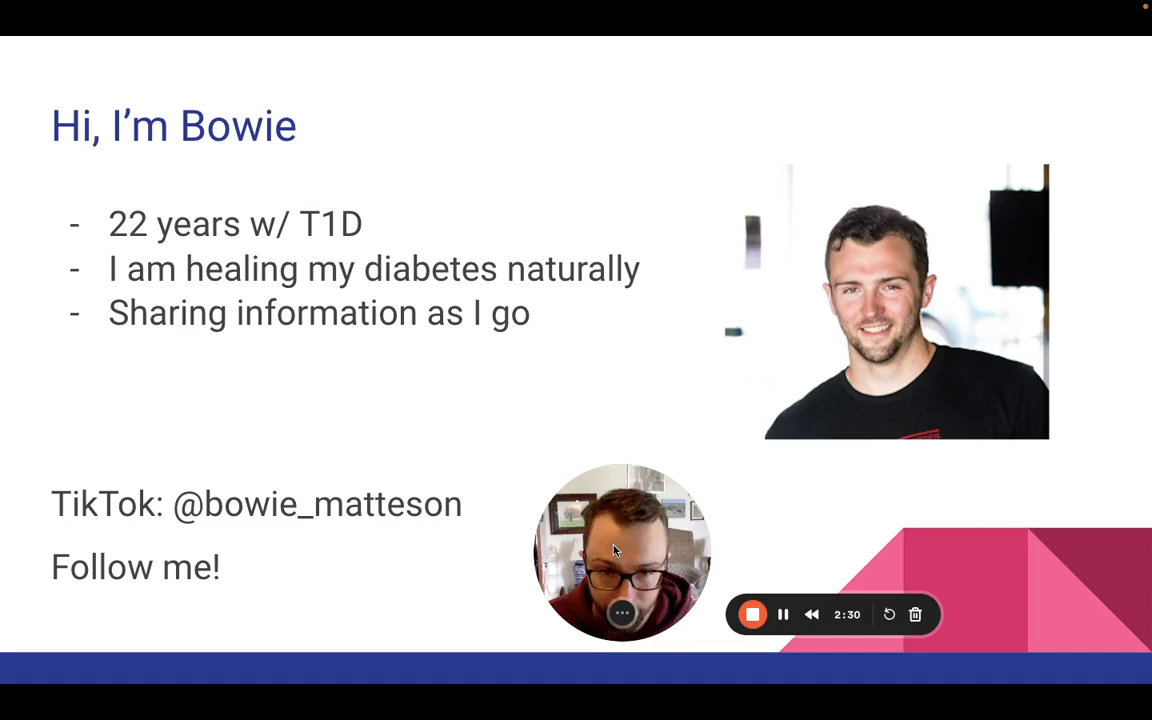 Hi, I’m Bowie
- 22 years w/ T1D
- I am healing my diabetes naturally
- Sharing information as I go
TikTok: @bowie_matteson
Follow me!
2:30